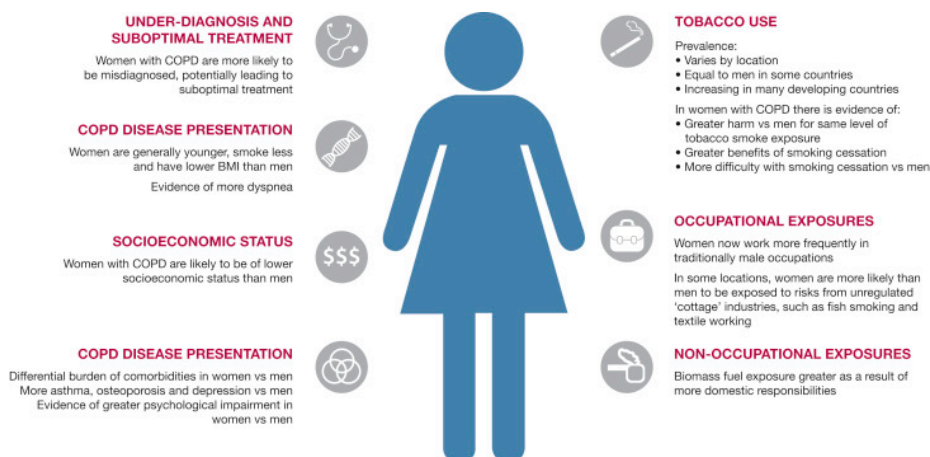 UNDER-DIAGNOSIS AND
SUBOPTIMAL TREATMENT
Women with COPD are more likely to
be misdiagnosed, potentially leading to
suboptimal treatment
COPD DISEASE PRESENTATION
Women are generally younger, smoke less
and have lower BMI than men
Evidence of more dyspnea
SOCIOECONOMIC STATUS
Women with COPD are likely to be of lower
socioeconomic status than men
$$$
COPD DISEASE PRESENTATION
Differential burden of comorbidities in women vs men
More asthma, osteoporosis and depression vs men
Evidence of greater psychological impairment in
women vs men
TOBACCO USE
Prevalence:
• Varies by location
• Equal to men in some countries
• Increasing in many developing countries
In women with COPD there is evidence of:
• Greater harm vs men for same level of
tobacco smoke exposure
• Greater benefits of smoking cessation
• More difficulty with smoking cessation vs men
OCCUPATIONAL EXPOSURES
Women now work more frequently in
traditionally male occupations
In some locations, women are more likely than
men to be exposed to risks from unregulated
‘cottage’ industries, such as fish smoking and
textile working
NON-OCCUPATIONAL EXPOSURES
Biomass fuel exposure greater as a result of
more domestic responsibilities